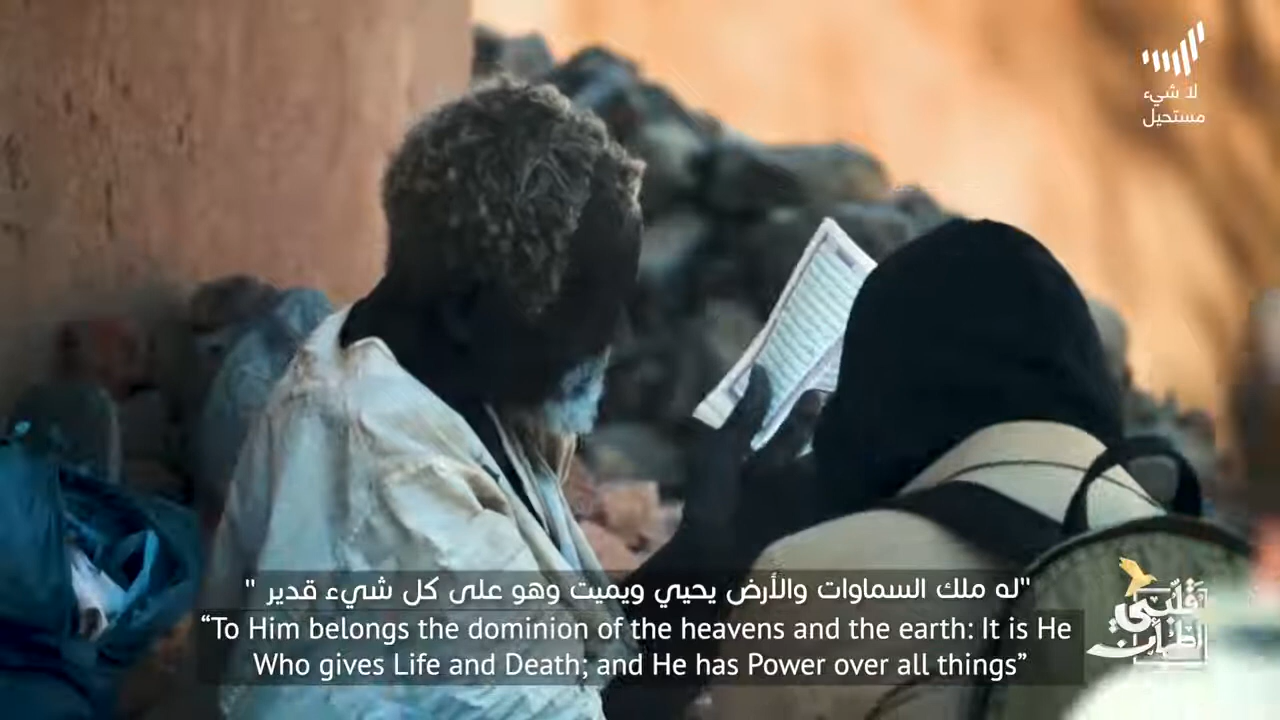 لا شيء
مستحيل
"له ملك السماوات والأرض يحيي ويميت وهو على كل شيء قدير "
“To Him belongs the dominion of the heavens and the earth: It is He
Who gives Life and Death; and He has Power over all things”
قلبي
اطمأن